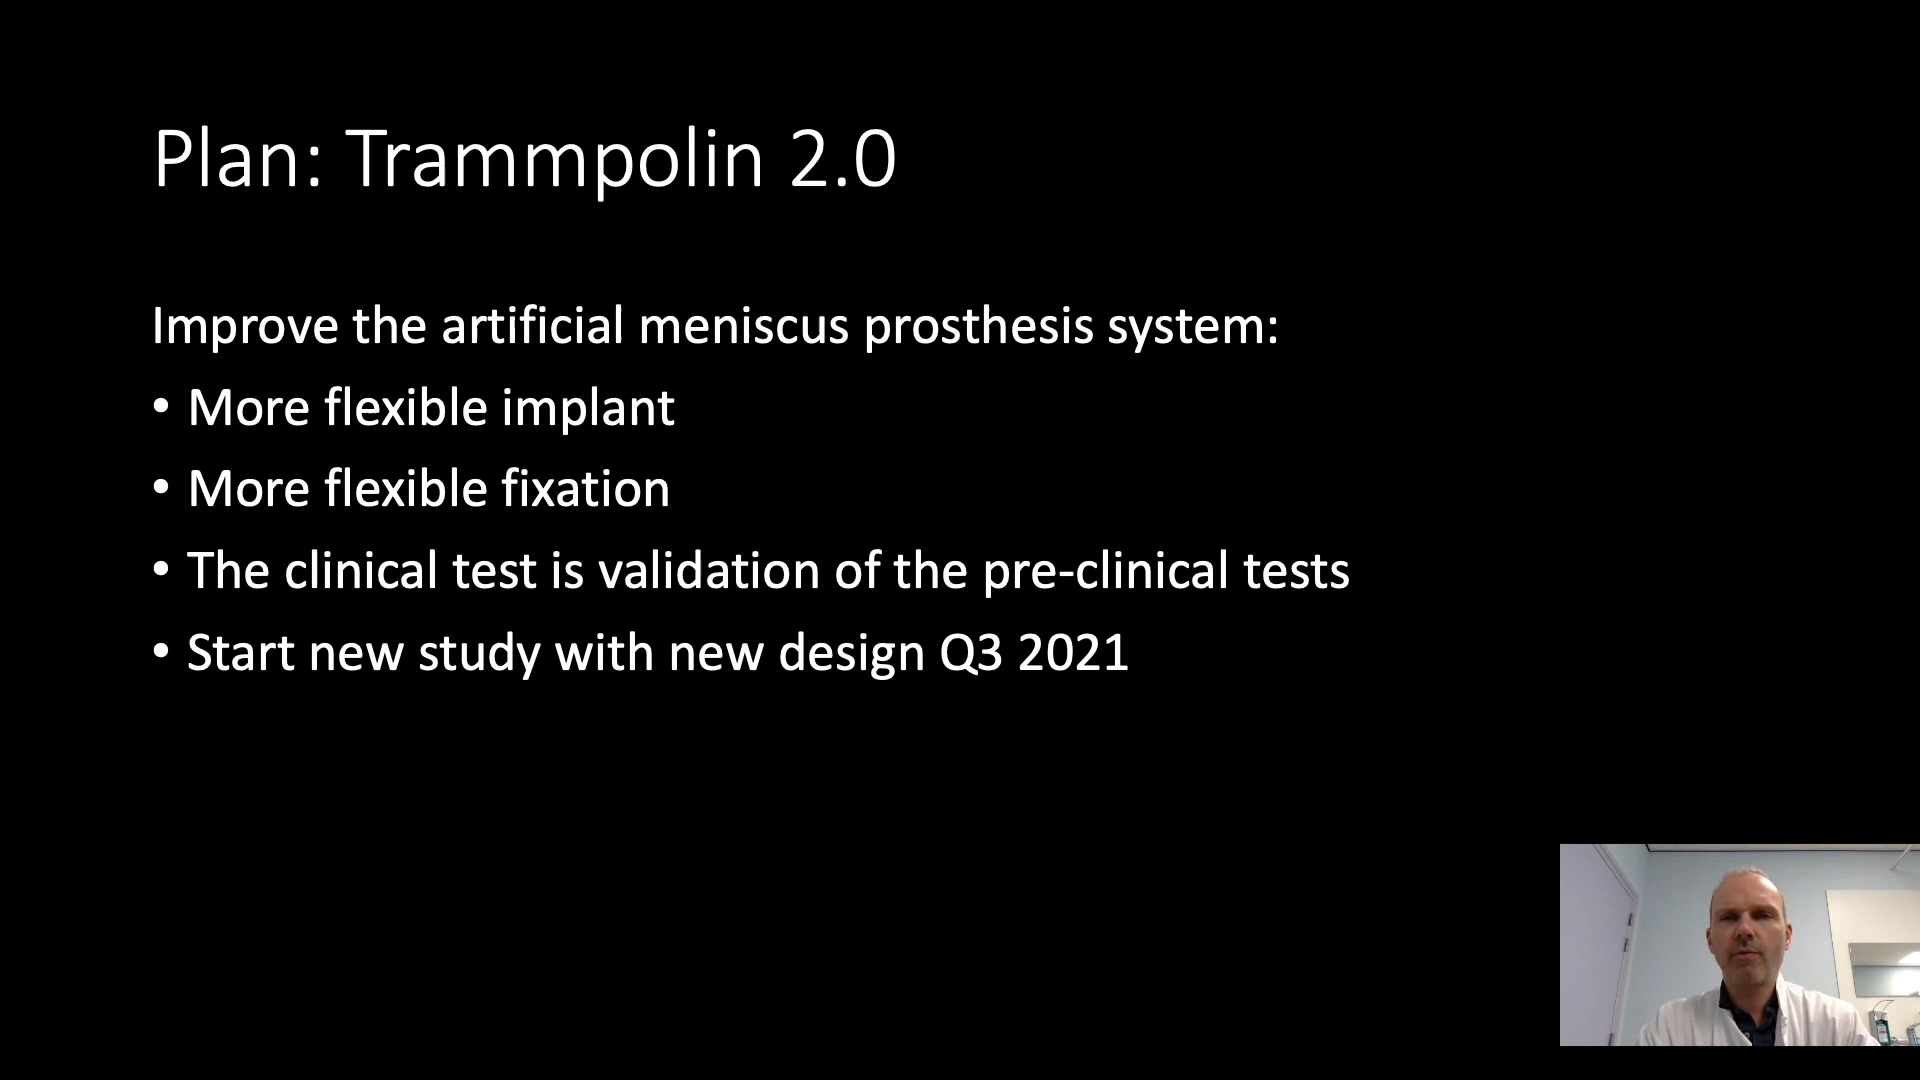 Plan: Trammpolin 2.0
Improve the artificial meniscus prosthesis system:
• More flexible implant
• More flexible fixation
• The clinical test is validation of the pre-clinical tests
• Start new study with new design Q3 2021